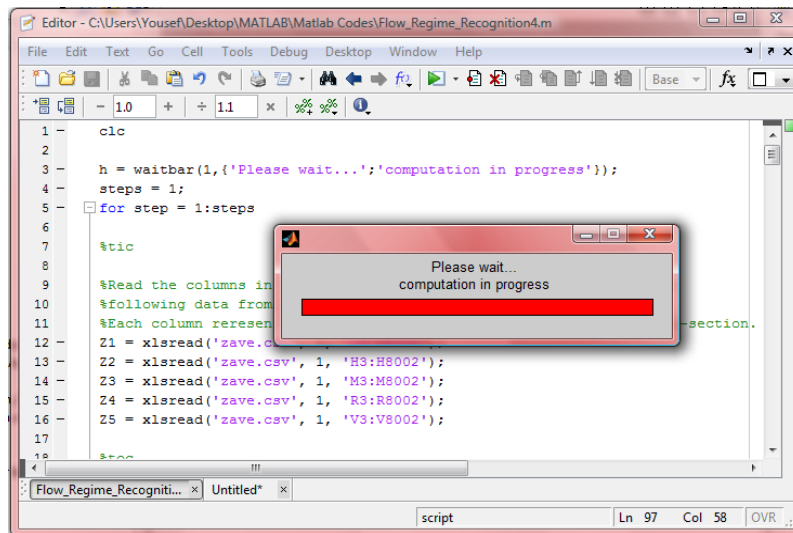 Editor - C:\Users\Yousef\Desktop\MATLAB\Matlab Codes\Flow_Regime_Recognition4.m
File Edit Text Go Cell Tools Debug Desktop Window Help
Base fx
- 1.0 + ÷ 1.1 ×
1 - clc
2
3 - h = waitbar(1,{'Please wait...';'computation in progress'});
4 - steps = 1;
5 - for step = 1:steps
6
7 %tic
8
9 %Read the columns in
10 %following data from
11 %Each column reresen -section.
12 - Z1 = xlsread('zave.cs
13 - Z2 = xlsread('zave.csv', 1, 'H3:H8002');
14 - Z3 = xlsread('zave.csv', 1, 'M3:M8002');
15 - Z4 = xlsread('zave.csv', 1, 'R3:R8002');
16 - Z5 = xlsread('zave.csv', 1, 'V3:V8002');
17
18 %toc
Please wait...
computation in progress
Flow_Regime_Recogniti... × Untitled* ×
script Ln 97 Col 58 OVR